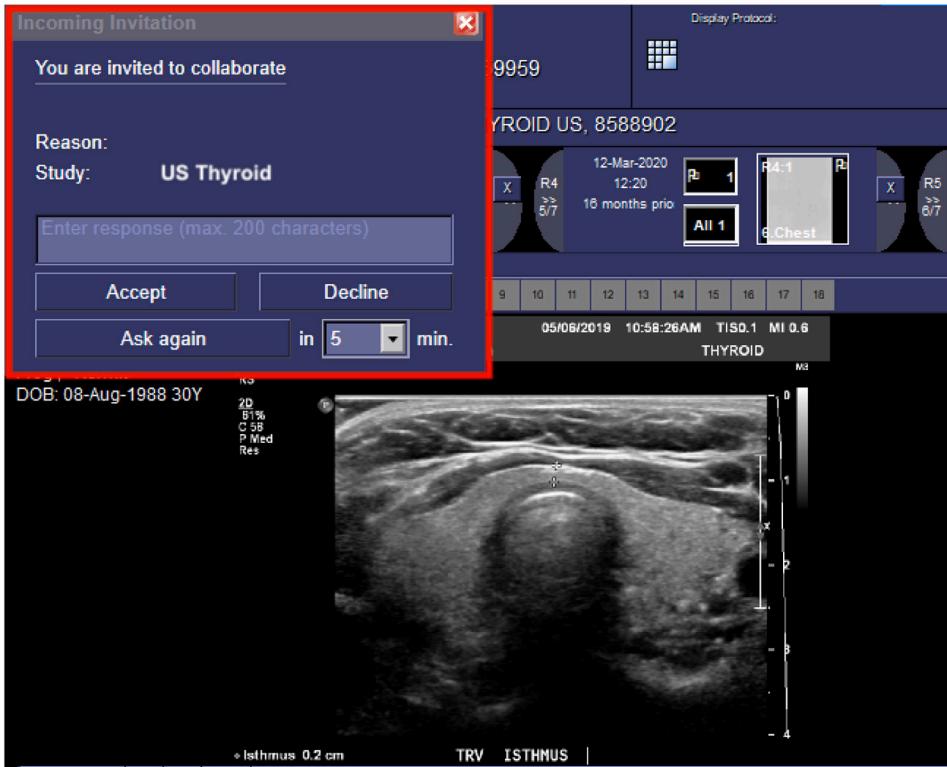 Incoming Invitation
You are invited to collaborate
Reason:
Study: US Thyroid
Enter response (max. 200 characters)
Accept Decline
Ask again in 5 min.
Display Protocol:
9959
YROID US, 8588902
X R4 >> 5/7
12-Mar-2020
12:20
16 months prio
1
All 1
R4:1
6.Chest
X R5 >> 6/7
9 10 11 12 13 14 15 16 17 18
05/06/2019 10:58:26AM TIS0.1 MI 0.6
THYROID
M3
DOB: 08-Aug-1988 30Y
2D
81%
C 58
P Med
Res
P
0
1
x
2
3
4
Isthmus 0.2 cm
TRV ISTHMUS